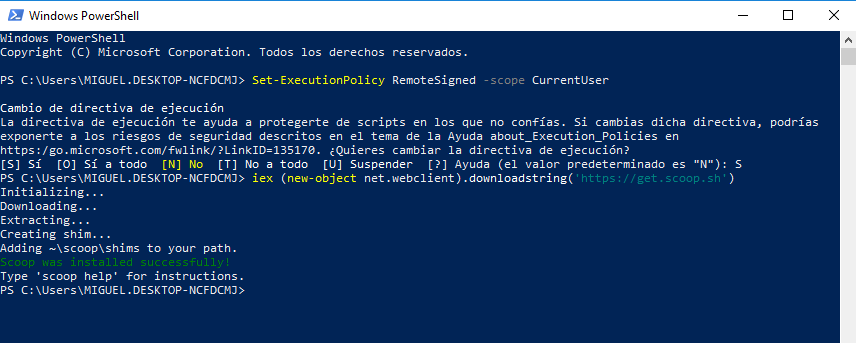 Windows PowerShell
Windows PowerShell
Copyright (C) Microsoft Corporation. Todos los derechos reservados.
PS C:\Users\MIGUEL.DESKTOP-NCFDCMJ> Set-ExecutionPolicy RemoteSigned -scope CurrentUser
Cambio de directiva de ejecución
La directiva de ejecución te ayuda a protegerte de scripts en los que no confías. Si cambias dicha directiva, podrías
exponerte a los riesgos de seguridad descritos en el tema de la Ayuda about_Execution_Policies en
https:/go.microsoft.com/fwlink/?LinkID=135170. ¿Quieres cambiar la directiva de ejecución?
[S] Sí  [O] Sí a todo  [N] No  [T] No a todo  [U] Suspender  [?] Ayuda (el valor predeterminado es "N"): S
PS C:\Users\MIGUEL.DESKTOP-NCFDCMJ> iex (new-object net.webclient).downloadstring('https://get.scoop.sh')
Initializing...
Downloading...
Extracting...
Creating shim...
Adding ~\scoop\shims to your path.
Scoop was installed successfully!
Type 'scoop help' for instructions.
PS C:\Users\MIGUEL.DESKTOP-NCFDCMJ>